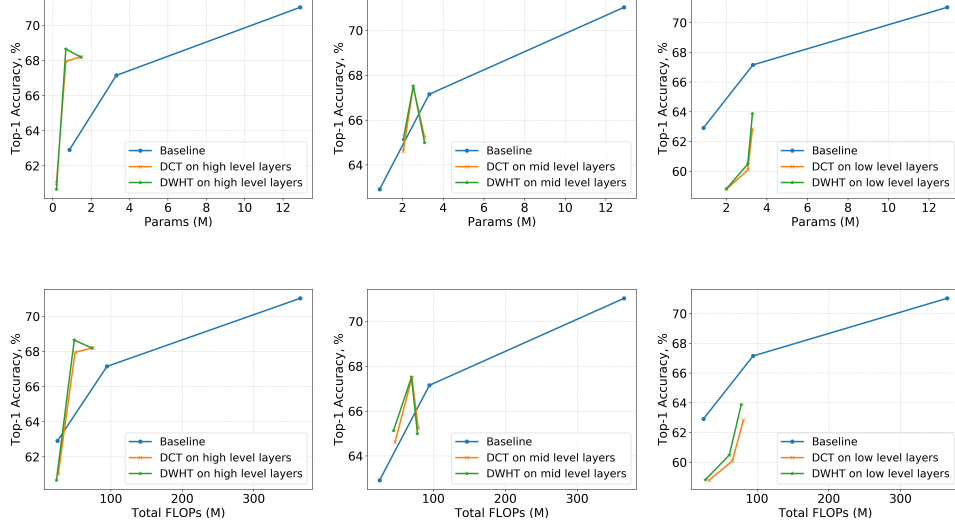 Top-1 Accuracy, %
70
68
66
64
62
Baseline
DCT on high level layers
DWHT on high level layers
0 2 4 6 8 10 12
Params (M)
Top-1 Accuracy, %
70
68
66
64
Baseline
DCT on mid level layers
DWHT on mid level layers
2 4 6 8 10 12
Params (M)
Top-1 Accuracy, %
70
68
66
64
62
60
Baseline
DCT on low level layers
DWHT on low level layers
2 4 6 8 10 12
Params (M)
Top-1 Accuracy, %
70
68
66
64
62
Baseline
DCT on high level layers
DWHT on high level layers
100 200 300
Total FLOPs (M)
Top-1 Accuracy, %
70
68
66
64
Baseline
DCT on mid level layers
DWHT on mid level layers
100 200 300
Total FLOPs (M)
Top-1 Accuracy, %
70
68
66
64
62
60
Baseline
DCT on low level layers
DWHT on low level layers
100 200 300
Total FLOPs (M)